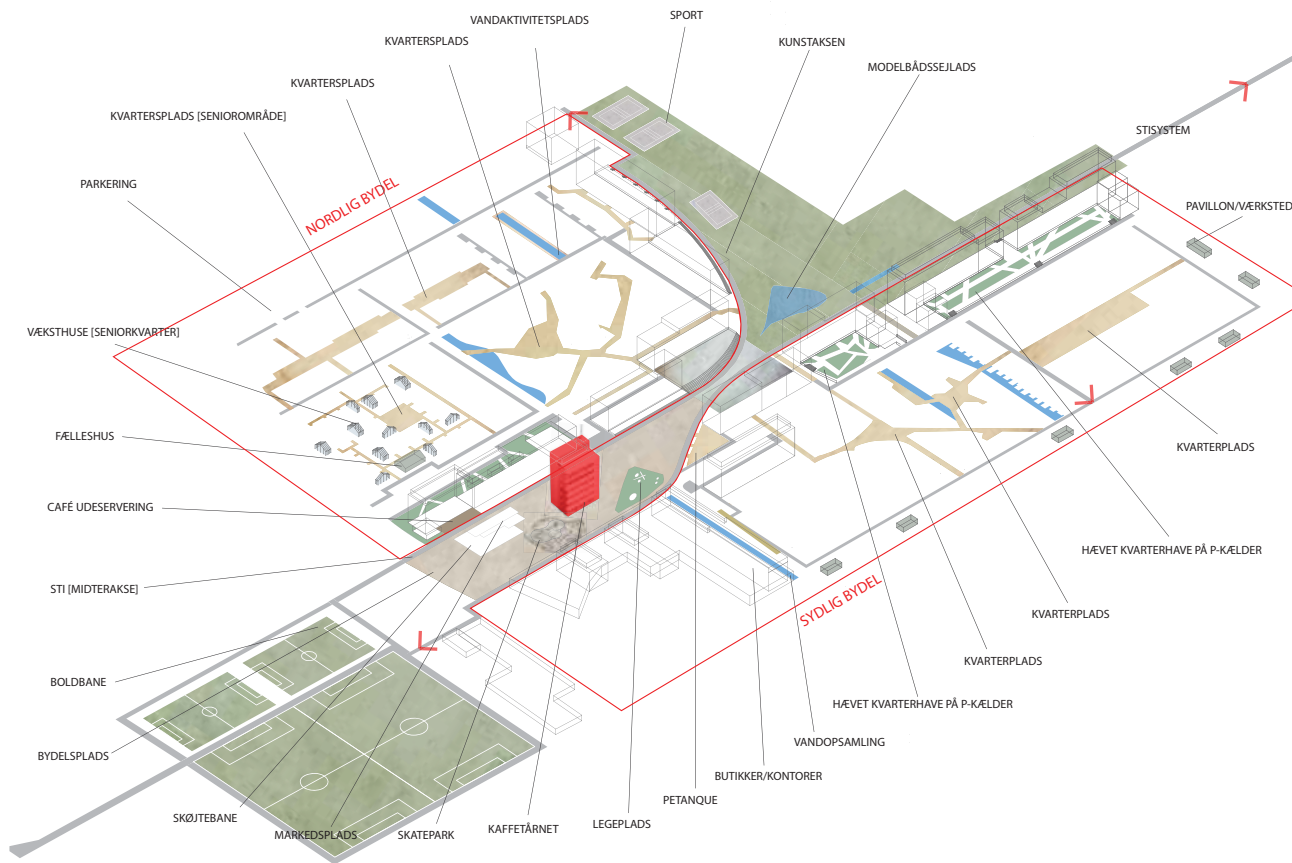 SPORT
VANDAKTIVITETSPLADS
KVARTERSPLADS
KUNSTAKSEN
MODELBÅDSSEJLADS
KVARTERSPLADS
KVARTERSPLADS [SENIOROMRÅDE]
STISYSTEM
PARKERING
NORDLIG BYDEL
PAVILLON/VÆRKSTED
VÆKSTHUSE [SENIORKVARTER]
FÆLLESHUS
KVARTERPLADS
CAFÉ UDESERVERING
HÆVET KVARTERHAVE PÅ P-KÆLDER
STI [MIDTERAKSE]
SYDLIG BYDEL
KVARTERPLADS
KVARTERPLADS
BOLDBANE
HÆVET KVARTERHAVE PÅ P-KÆLDER
VANDOPSAMLING
BYDELSPLADS
BUTIKKER/KONTORER
PETANQUE
SKØJTEBANE
LEGEPLADS
KAFFETÅRNET
MARKEDSPLADS
SKATEPARK